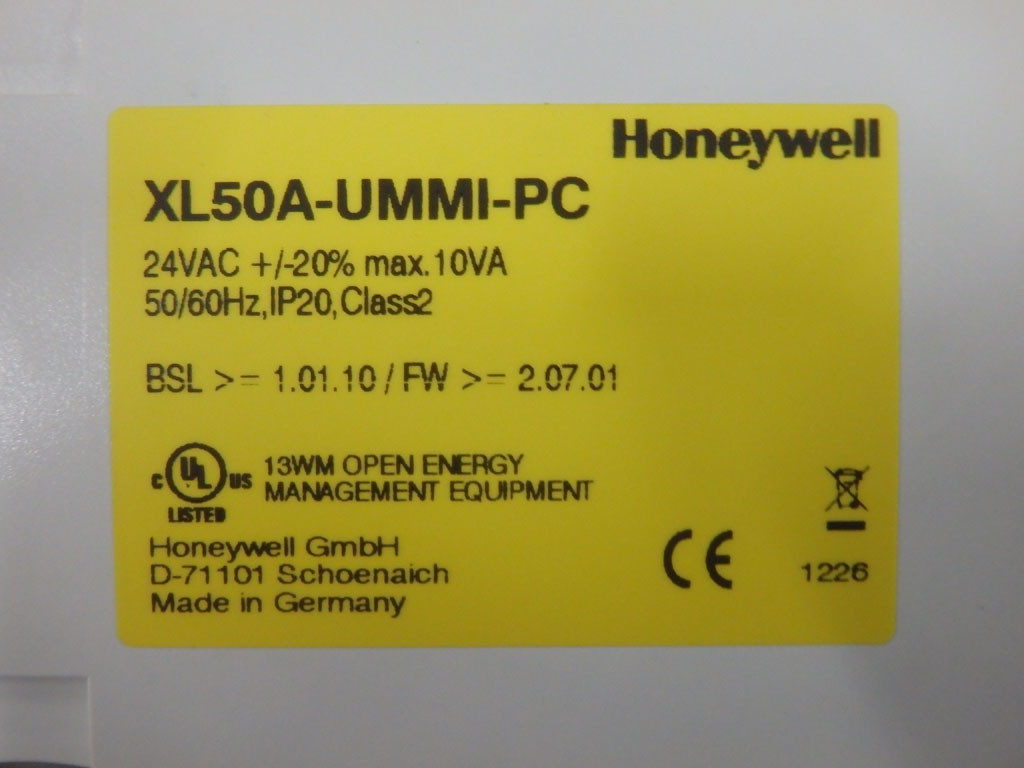 Honeywell
XL50A-UMMI-PC
24VAC +/-20% max.10VA
50/60Hz,IP20,Class2
BSL >= 1.01.10 / FW >= 2.07.01
c UL us 13WM OPEN ENERGY
LISTED MANAGEMENT EQUIPMENT
Honeywell GmbH
D-71101 Schoenaich
Made in Germany
CE 1226